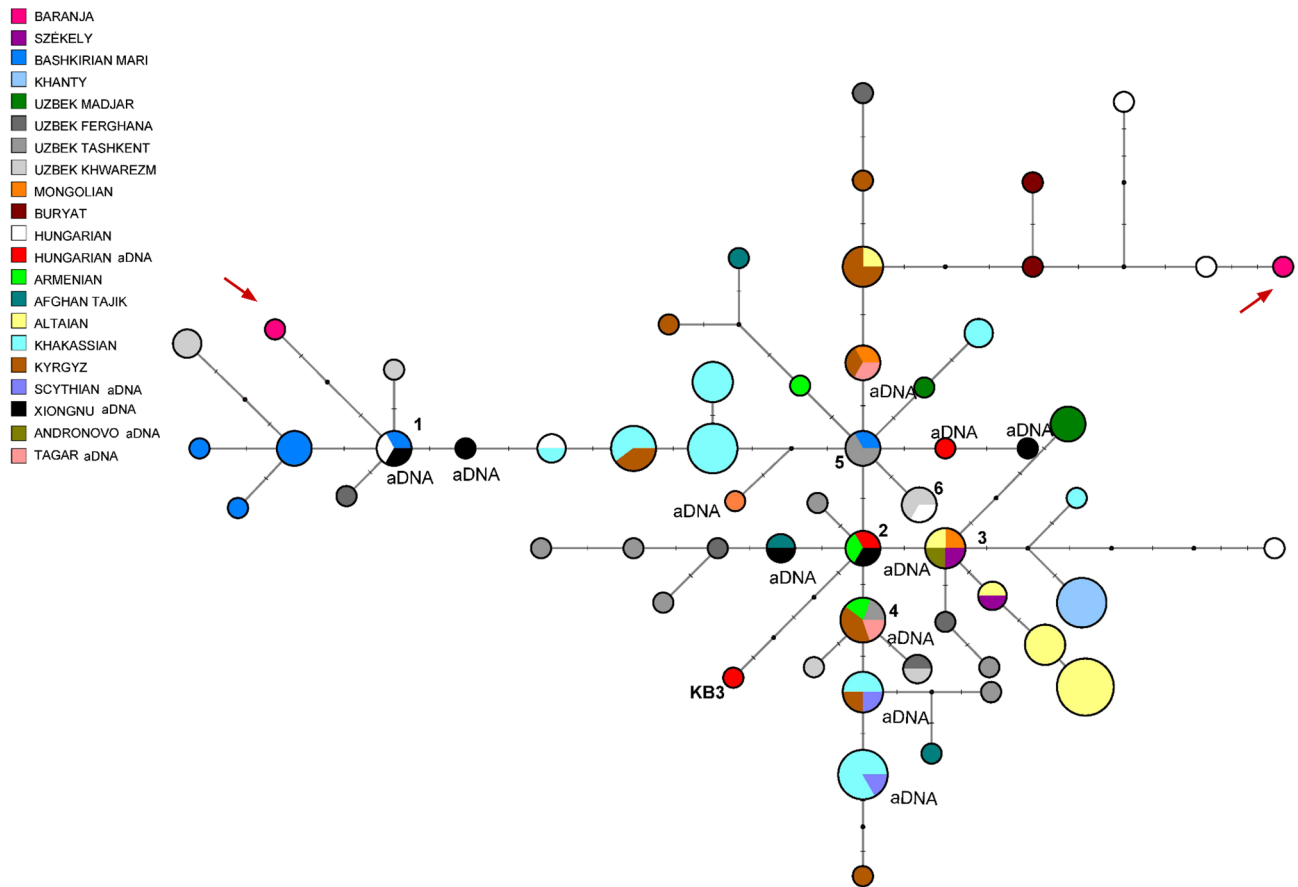 BARANJA
SZÉKELY
BASHKIRIAN MARI
KHANTY
UZBEK MADJAR
UZBEK FERGHANA
UZBEK TASHKENT
UZBEK KHWAREZM
MONGOLIAN
BURYAT
HUNGARIAN
HUNGARIAN aDNA
ARMENIAN
AFGHAN TAJIK
ALTAIAN
KHAKASSIAN
KYRGYZ
SCYTHIAN aDNA
XIONGNU aDNA
ANDRONOVO aDNA
TAGAR aDNA
aDNA
1
aDNA
aDNA
aDNA
aDNA
5
6
aDNA
2
3
aDNA
aDNA
4
aDNA
KB3
aDNA
aDNA